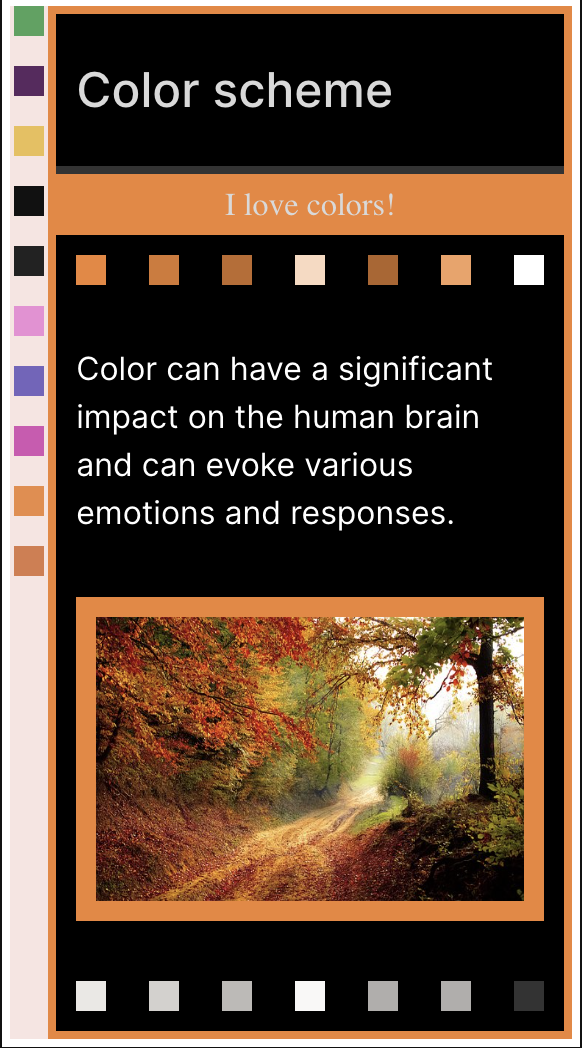 Color scheme
I love colors!
Color can have a significant
impact on the human brain
and can evoke various
emotions and responses.